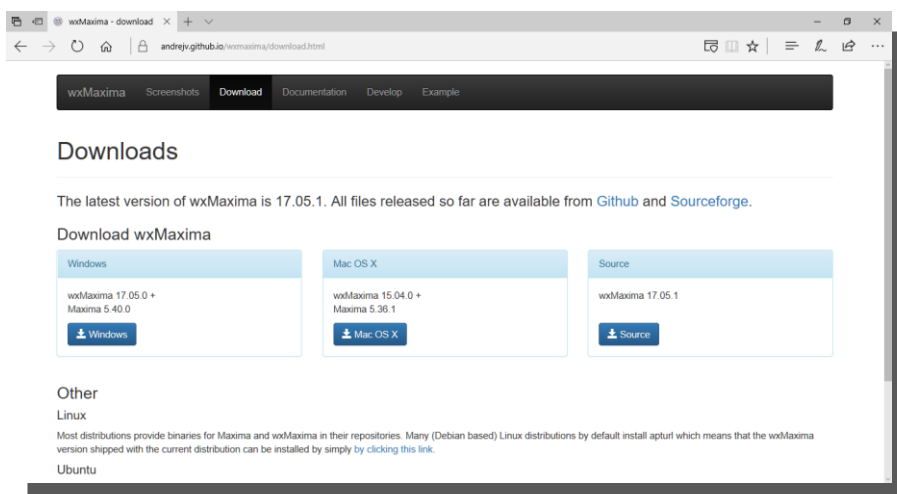 wxMaxima - download
andrejv.github.io/wxmaxima/download.html
wxMaxima Screenshots Download Documentation Develop Example
Downloads
The latest version of wxMaxima is 17.05.1. All files released so far are available from Github and Sourceforge.
Download wxMaxima
Windows Mac OS X Source
wxMaxima 17.05.0 + wxMaxima 15.04.0 + wxMaxima 17.05.1
Maxima 5.40.0 Maxima 5.36.1
Windows Mac OS X Source
Other
Linux
Most distributions provide binaries for Maxima and wxMaxima in their repositories. Many (Debian based) Linux distributions by default install apturl which means that the wxMaxima
version shipped with the current distribution can be installed by simply by clicking this link.
Ubuntu